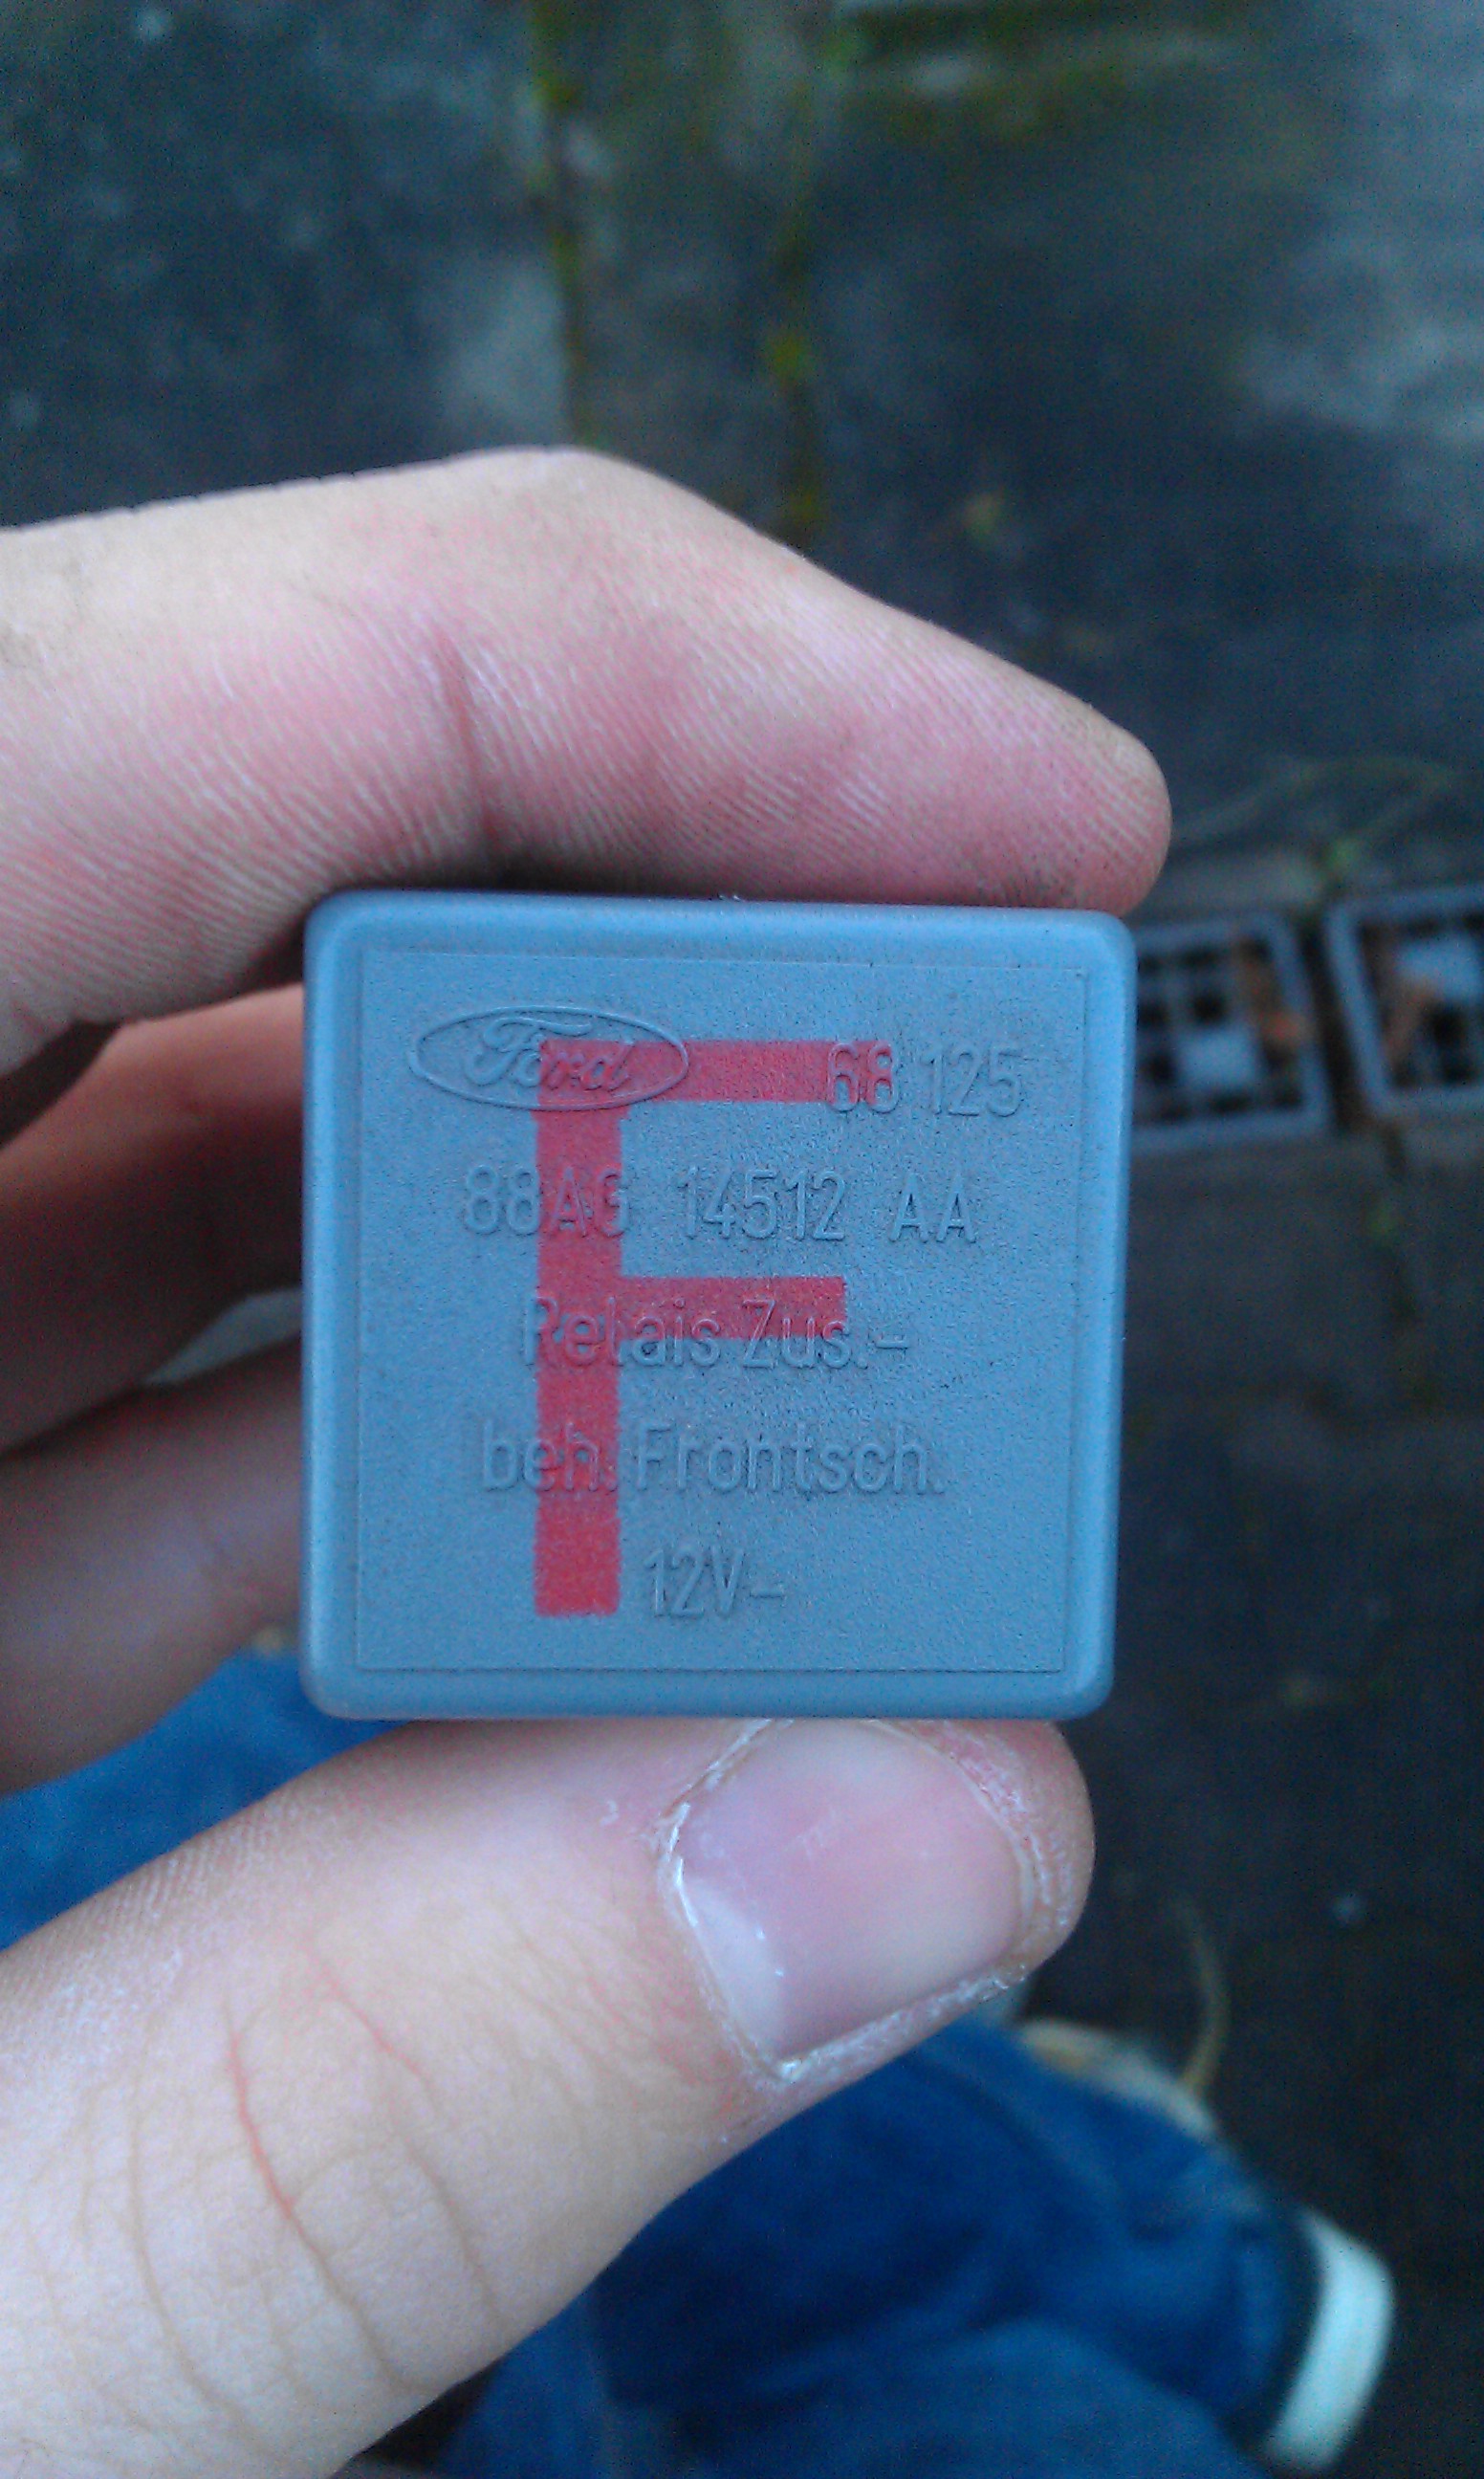 Ford 68 125
88AG 14512 AA
Relais Zus.-
beh. Frontsch.
12V-
F